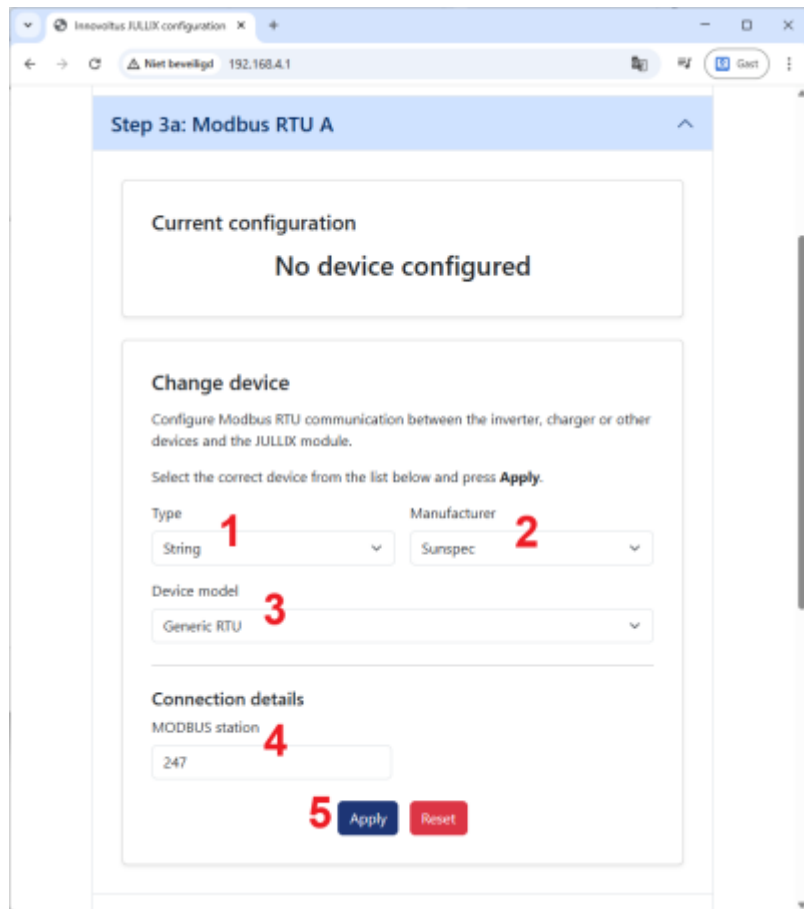 Innovoltus JULLIX configuration
Niet beveiligd 192.168.4.1
Gast
Step 3a: Modbus RTU A
Current configuration
No device configured
Change device
Configure Modbus RTU communication between the inverter, charger or other
devices and the JULLIX module.
Select the correct device from the list below and press Apply.
Type Manufacturer
1 2
String Sunspec
Device model
3
Generic RTU
Connection details
MODBUS station
4
247
5 Apply Reset